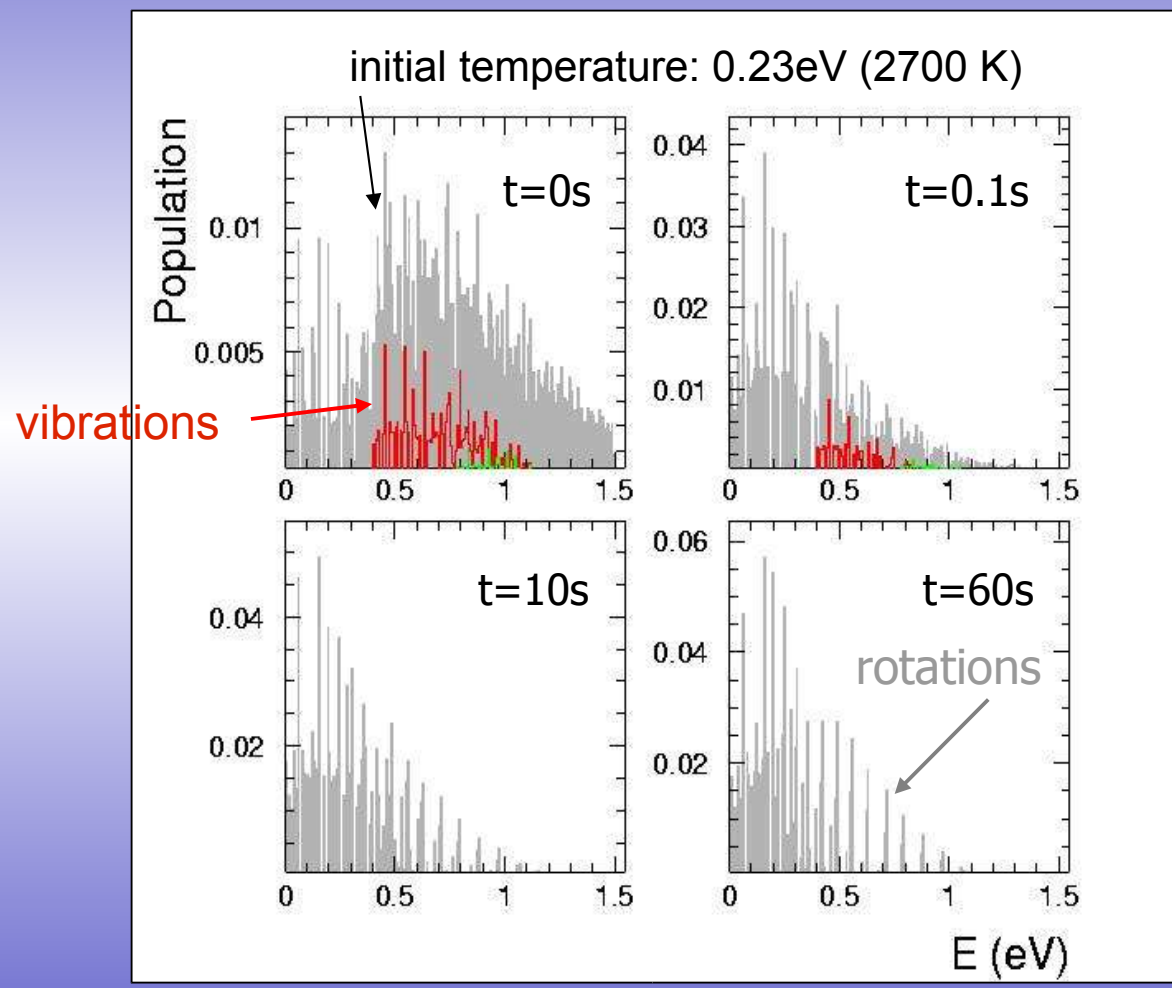 initial temperature: 0.23eV (2700 K)
Population
t=0s
0.01
0.005
0 0.5 1 1.5
vibrations
t=0.1s
0.04
0.03
0.02
0.01
0 0.5 1 1.5
t=10s
0.04
0.02
0 0.5 1 1.5
t=60s
0.06
0.04
0.02
rotations
0 0.5 1 1.5
E (eV)